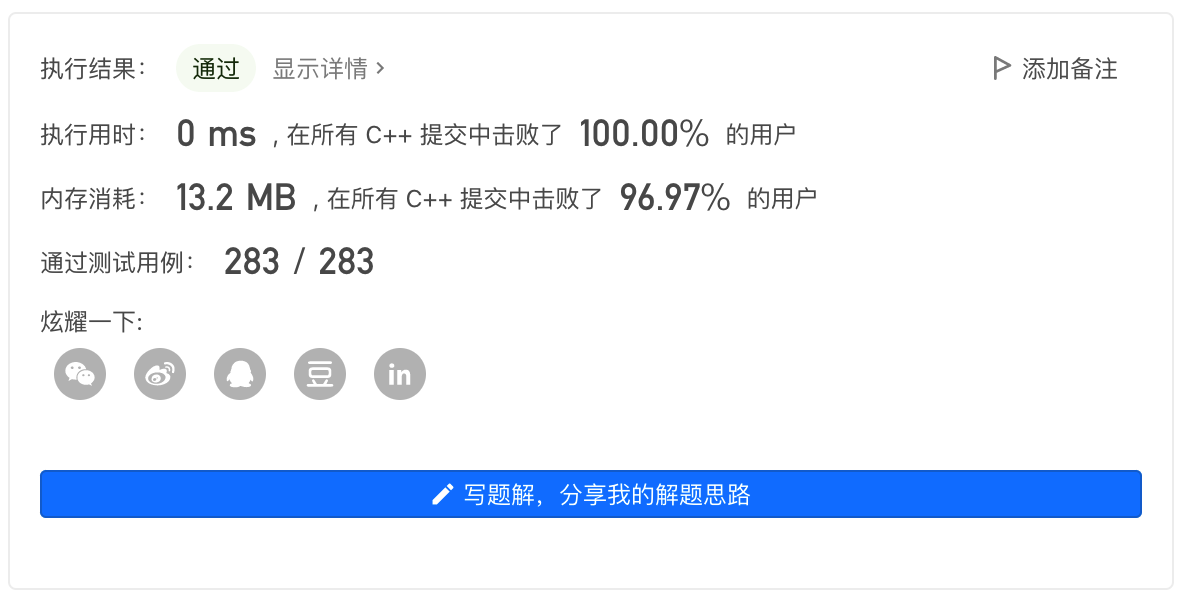 执行结果： 通过 显示详情 > 添加备注
执行用时： 0 ms , 在所有 C++ 提交中击败了 100.00% 的用户
内存消耗： 13.2 MB , 在所有 C++ 提交中击败了 96.97% 的用户
通过测试用例： 283 / 283
炫耀一下:
豆 in
写题解，分享我的解题思路